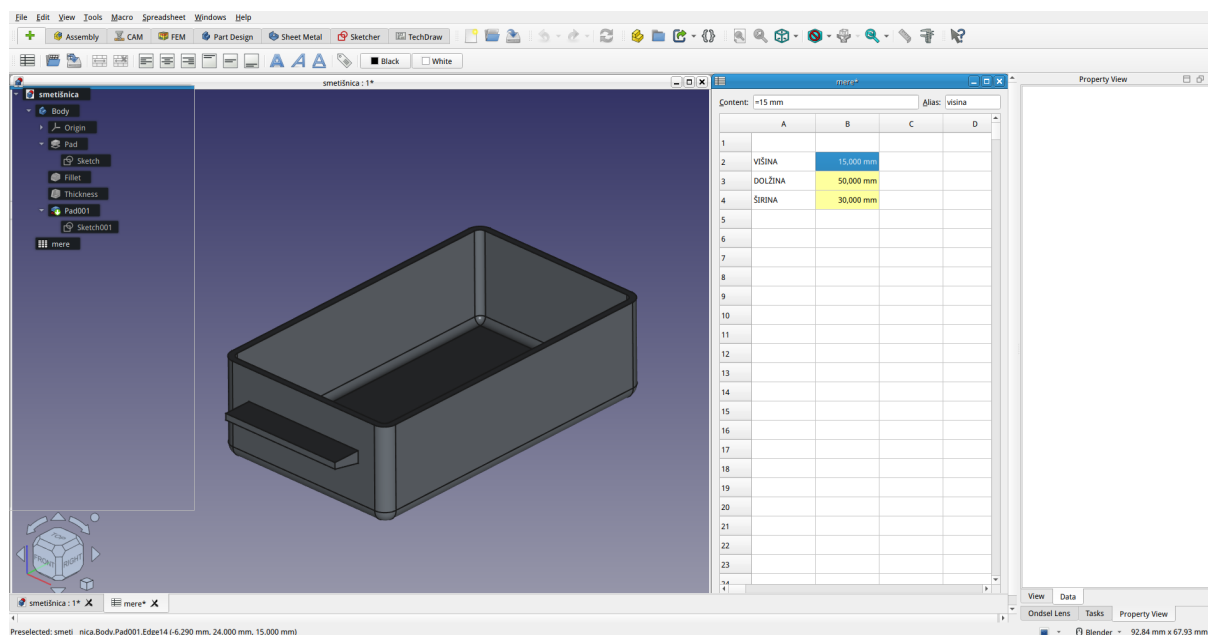 File Edit View Tools Macro Spreadsheet Windows Help
Assembly CAM FEM Part Design Sheet Metal Sketcher TechDraw
Black White
smetišnica : 1*
mere*
Property View
smetišnica
Body
Origin
Pad
Sketch
Fillet
Thickness
Pad001
Sketch001
mere
Content: =15 mm Alias: visina
A B C D
1
2 VIŠINA 15,000 mm
3 DOLŽINA 50,000 mm
4 ŠIRINA 30,000 mm
5
6
7
8
9
10
11
12
13
14
15
16
17
18
19
20
21
22
23
24
TOP
FRONT RIGHT
View Data
smetišnica : 1* mere*
Ondsel Lens Tasks Property View
Preselected: smeti_nica.Body.Pad001.Edge14 (-6.290 mm, 24.000 mm, 15.000 mm)
Blender 92.84 mm x 67.93 mm